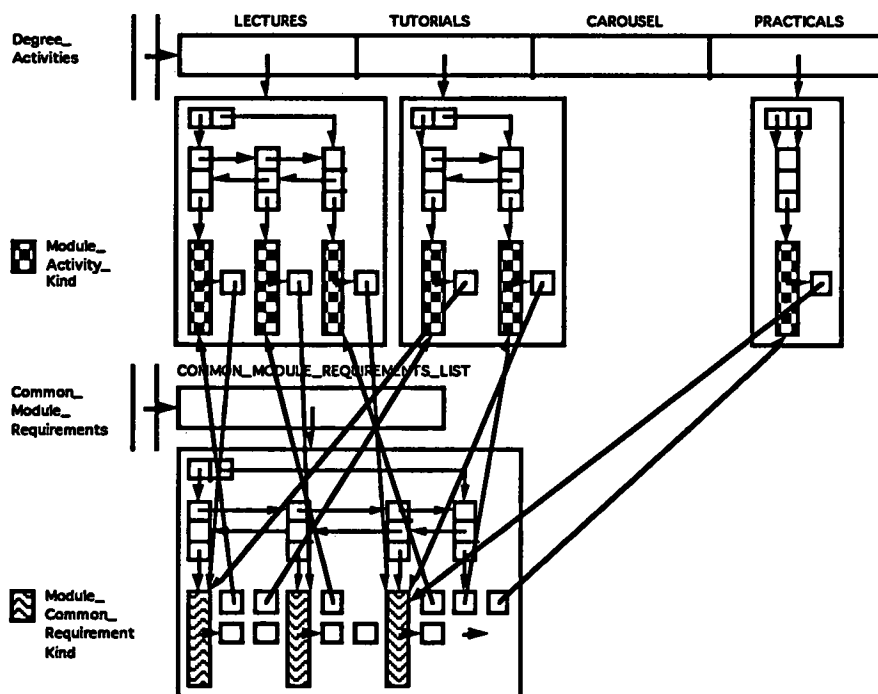 LECTURES TUTORIALS CAROUSEL PRACTICALS
Degree_
Activities
Module_
Activity_
Kind
COMMON_MODULE_REQUIREMENTS_LIST
Common_
Module_
Requirements
Module_
Common_
Requirement
Kind